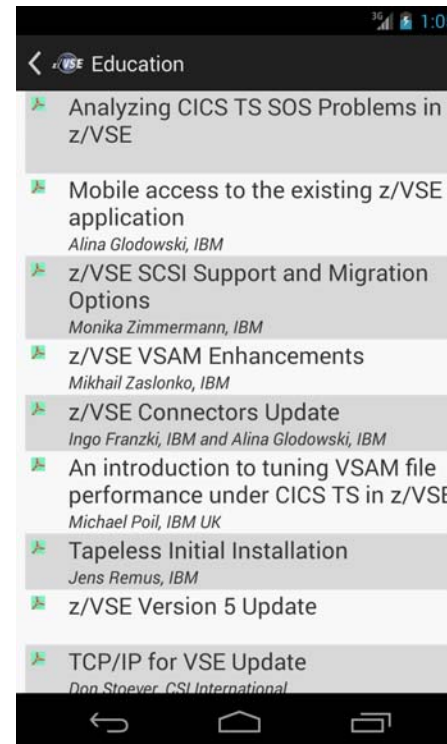 3G 1:0
z/VSE Education
Analyzing CICS TS SOS Problems in
z/VSE
Mobile access to the existing z/VSE
application
Alina Glodowski, IBM
z/VSE SCSI Support and Migration
Options
Monika Zimmermann, IBM
z/VSE VSAM Enhancements
Mikhail Zaslonko, IBM
z/VSE Connectors Update
Ingo Franzki, IBM and Alina Glodowski, IBM
An introduction to tuning VSAM file
performance under CICS TS in z/VSE
Michael Poil, IBM UK
Tapeless Initial Installation
Jens Remus, IBM
z/VSE Version 5 Update
TCP/IP for VSE Update
Don Stoever, CSI International